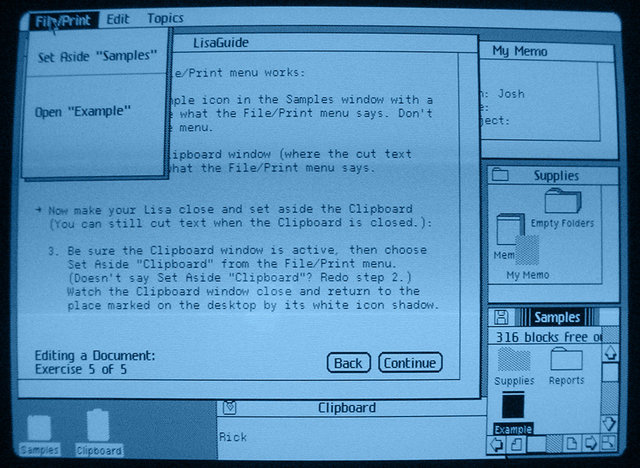 File/Print Edit Topics
Set Aside "Samples"
Open "Example"
LisaGuide
e/Print menu works:
ple icon in the Samples window with a
what the File/Print menu says. Don't
menu.
ipboard window (where the cut text
hat the File/Print menu says.
→ Now make your Lisa close and set aside the Clipboard
(You can still cut text when the Clipboard is closed.):
3. Be sure the Clipboard window is active, then choose
Set Aside "Clipboard" from the File/Print menu.
(Doesn't say Set Aside "Clipboard"? Redo step 2.)
Watch the Clipboard window close and return to the
place marked on the desktop by its white icon shadow.
Editing a Document:
Exercise 5 of 5
Back Continue
My Memo
: Josh
:
ject:
Supplies
Empty Folders
Mem
My Memo
Samples
316 blocks free o
Supplies Reports
Example
Clipboard
Rick
Samples Clipboard